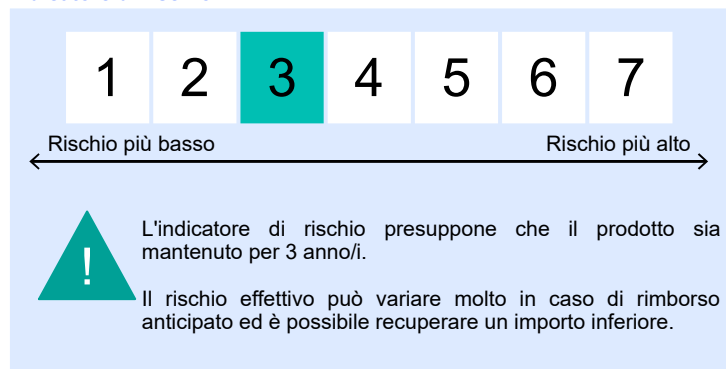 1 2 3 4 5 6 7
Rischio più basso Rischio più alto
L'indicatore di rischio presuppone che il prodotto sia
mantenuto per 3 anno/i.
!
Il rischio effettivo può variare molto in caso di rimborso
anticipato ed è possibile recuperare un importo inferiore.